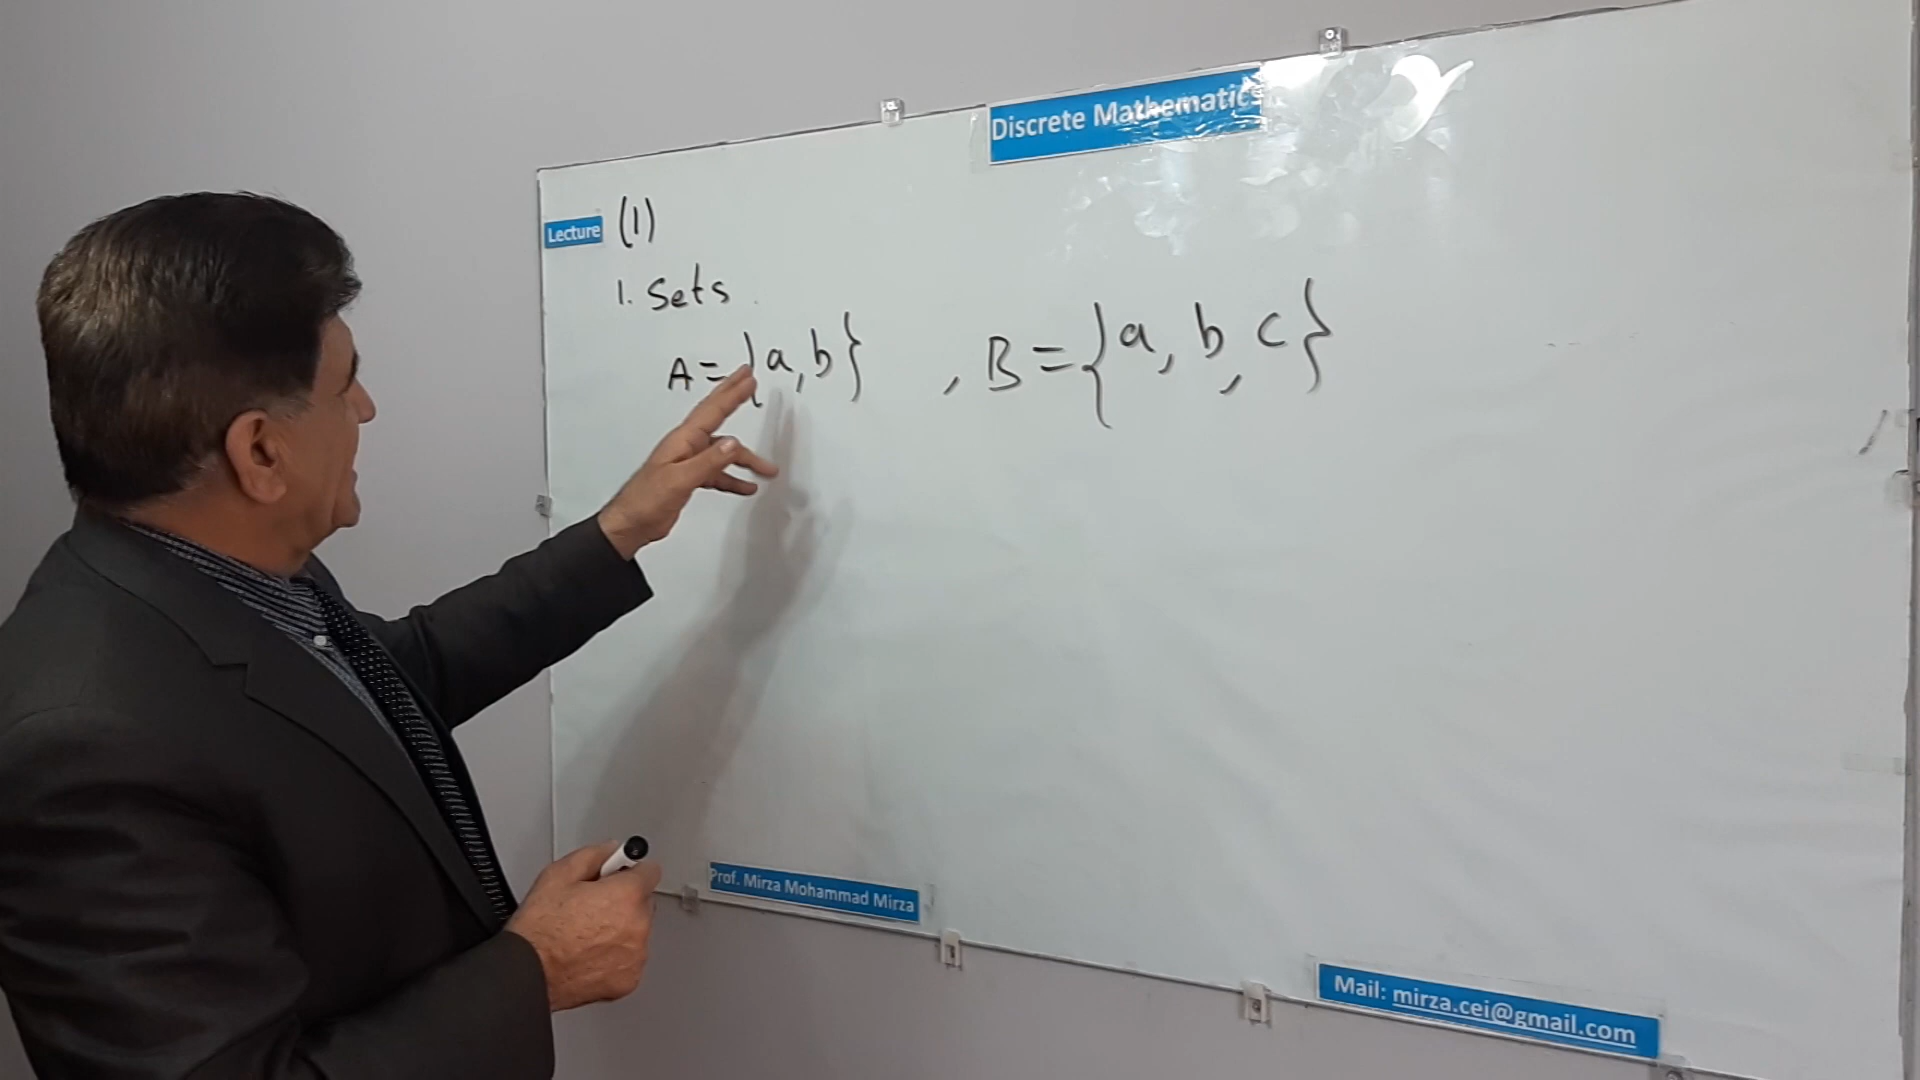 Discrete Mathematics
Lecture (1)
1. Sets
A = {a, b} , B = {a, b, c}
Prof. Mirza Mohammad Mirza
Mail: mirza.cei@gmail.com